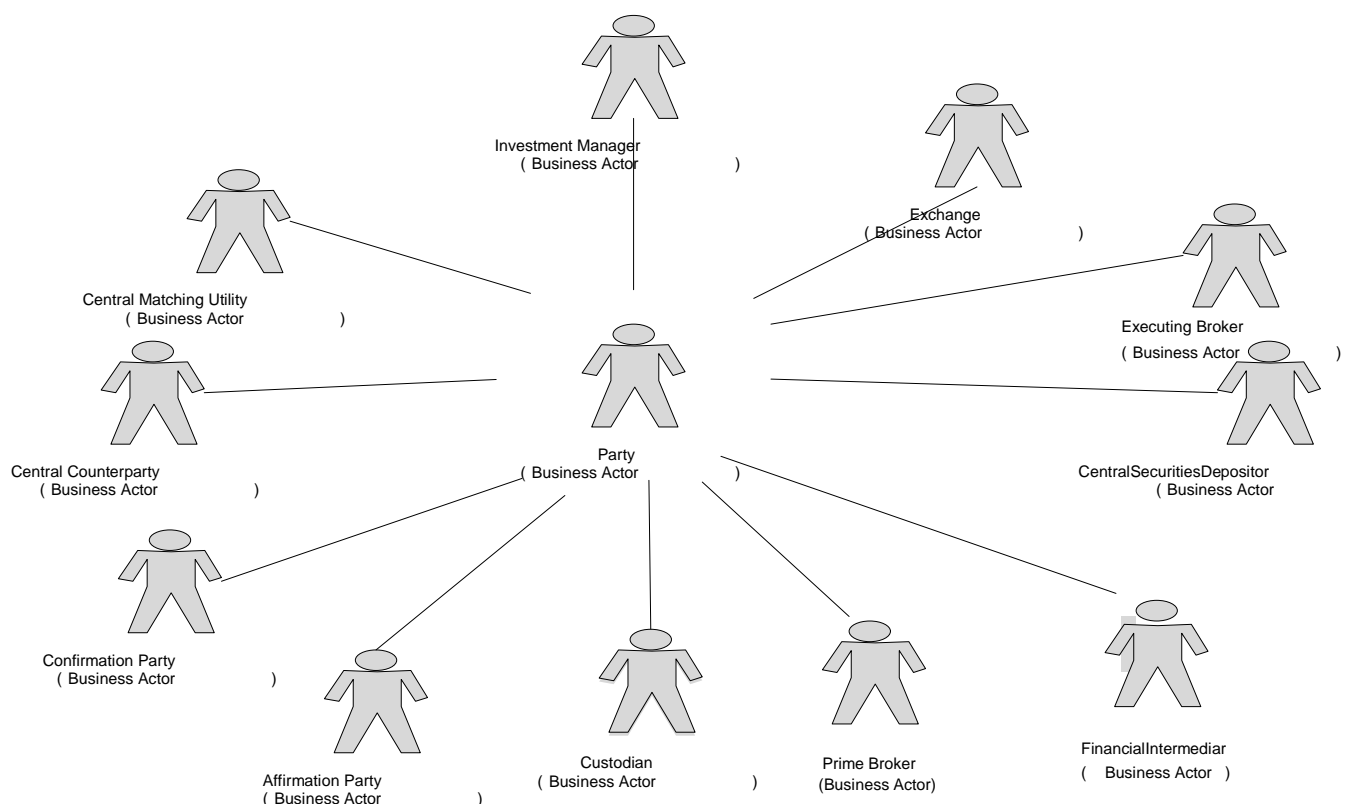 Investment Manager
( Business Actor )
Exchange
( Business Actor )
Central Matching Utility
( Business Actor )
Executing Broker
( Business Actor )
Central Counterparty
( Business Actor )
Party
( Business Actor )
CentralSecuritiesDepositor
( Business Actor
Confirmation Party
( Business Actor )
Affirmation Party
( Business Actor )
Custodian
( Business Actor )
Prime Broker
(Business Actor)
FinancialIntermediar
( Business Actor )